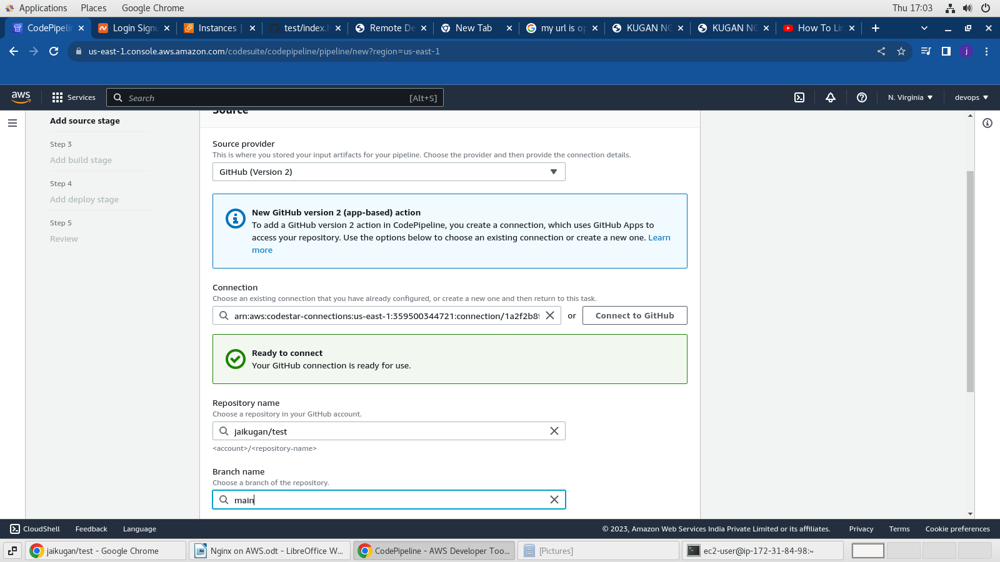 Applications Places Google Chrome Thu 17:03
CodePipelin Login Signu Instances | test/index.h Remote De New Tab my url is op KUGAN NG KUGAN NG How To Lin
us-east-1.console.aws.amazon.com/codesuite/codepipeline/pipeline/new?region=us-east-1 j
aws Services Search [Alt+S] N. Virginia devops
Source
Add source stage
Step 3
Add build stage
Step 4
Add deploy stage
Step 5
Review
Source provider
This is where you stored your input artifacts for your pipeline. Choose the provider and then provide the connection details.
GitHub (Version 2)
New GitHub version 2 (app-based) action
To add a GitHub version 2 action in CodePipeline, you create a connection, which uses GitHub Apps to
access your repository. Use the options below to choose an existing connection or create a new one. Learn
more
Connection
Choose an existing connection that you have already configured, or create a new one and then return to this task.
arn:aws:codestar-connections:us-east-1:359500344721:connection/1a2f2b8f or Connect to GitHub
Ready to connect
Your GitHub connection is ready for use.
Repository name
Choose a repository in your GitHub account.
jaikugan/test
<account>/<repository-name>
Branch name
Choose a branch of the repository.
main
CloudShell Feedback Language © 2023, Amazon Web Services India Private Limited or its affiliates. Privacy Terms Cookie preferences
jaikugan/test - Google Chrome Nginx on AWS.odt - LibreOffice W... CodePipeline - AWS Developer Too... [Pictures] ec2-user@ip-172-31-84-98:~